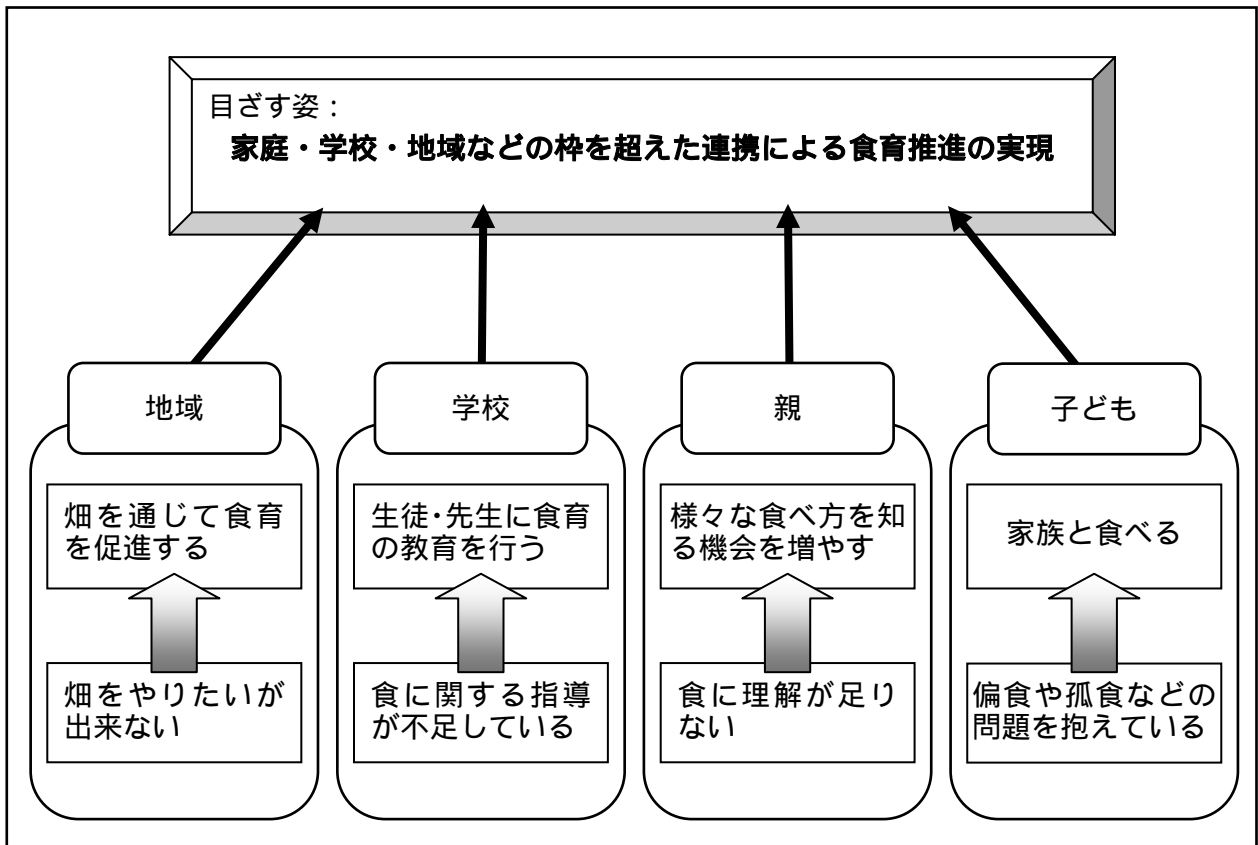 目ざす姿：
家庭・学校・地域などの枠を超えた連携による食育推進の実現
地域
畑を通じて食育
を促進する
畑をやりたいが
出来ない
学校
生徒・先生に食育
の教育を行う
食に関する指導
が不足している
親
様々な食べ方を知
る機会を増やす
食に理解が足り
ない
子ども
家族と食べる
偏食や孤食などの
問題を抱えている